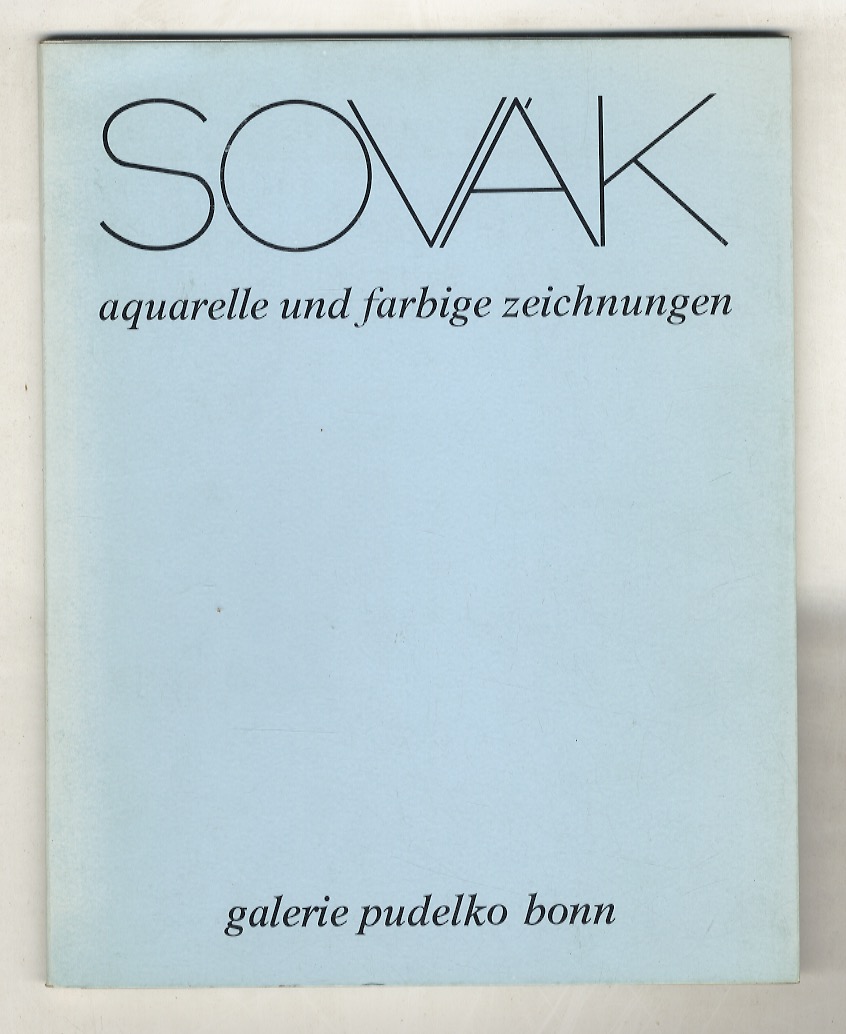 SOVÁK
aquarelle und farbige zeichnungen
galerie pudelko bonn